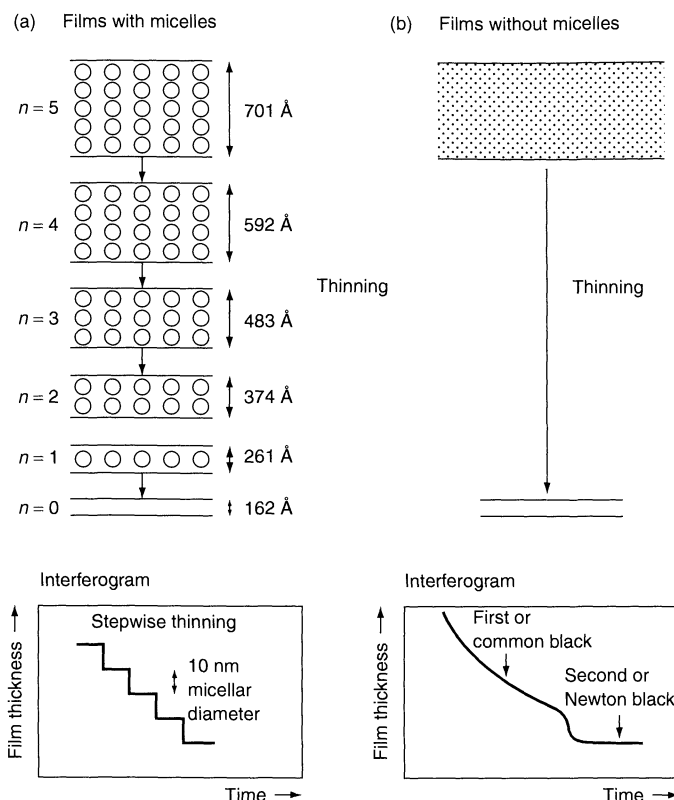 (a) Films with micelles
n = 5
701 Å
n = 4
592 Å
n = 3
483 Å
n = 2
374 Å
n = 1
261 Å
n = 0
162 Å
Thinning
(b) Films without micelles
Thinning
Interferogram
Stepwise thinning
10 nm
micellar
diameter
Film thickness
Time
Interferogram
First or
common black
Second or
Newton black
Film thickness
Time